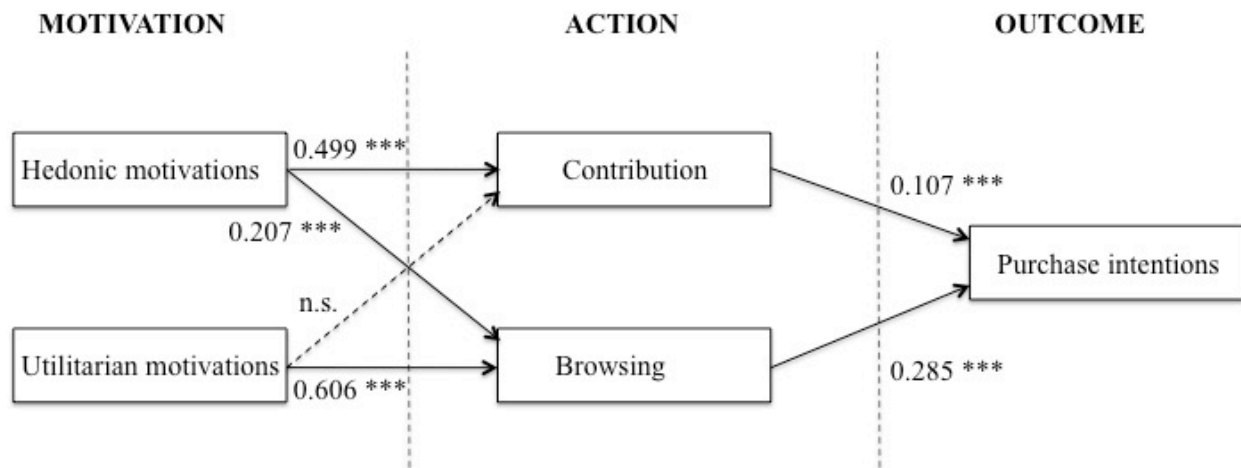 MOTIVATION
ACTION
OUTCOME
0.499 ***
Hedonic motivations
Contribution
0.107 ***
0.207 ***
Purchase intentions
n.s.
Utilitarian motivations
Browsing
0.285 ***
0.606 ***